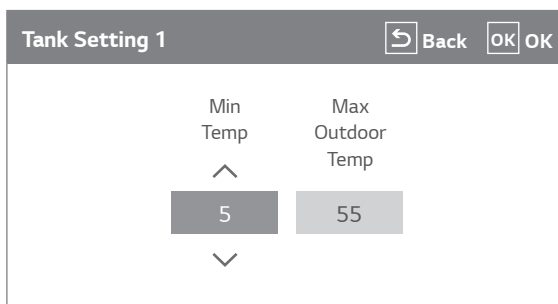 Tank Setting 1
Back
OK OK
Min
Temp
Max
Outdoor
Temp
5
55